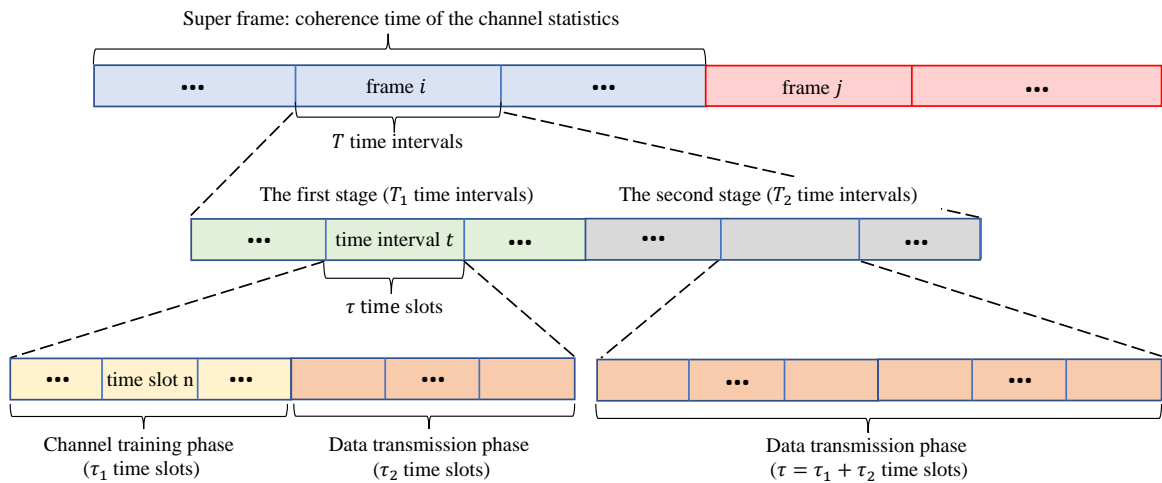 Super frame: coherence time of the channel statistics
••• frame i ••• frame j •••
T time intervals
The first stage (T₁ time intervals) The second stage (T₂ time intervals)
••• time interval t ••• ••• •••
τ time slots
••• time slot n ••• ••• ••• •••
Channel training phase Data transmission phase Data transmission phase
(τ₁ time slots) (τ₂ time slots) (τ = τ₁ + τ₂ time slots)